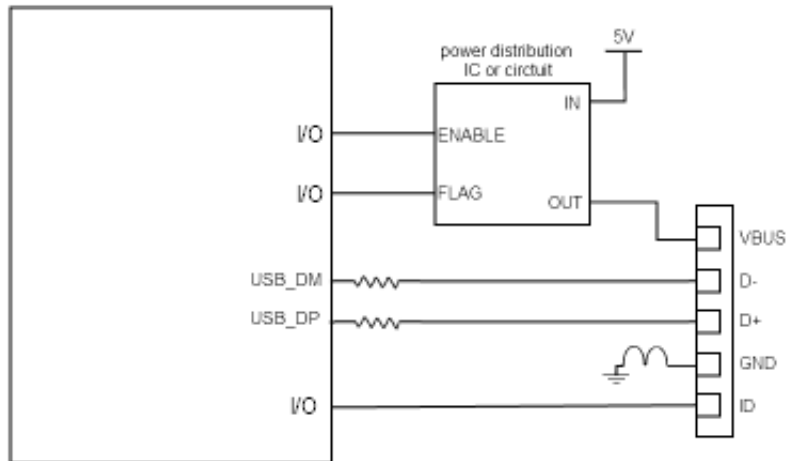 5V
power distribution
IC or circtuit
IN
I/O
ENABLE
I/O
FLAG
OUT
VBUS
USB_DM
D-
USB_DP
D+
GND
I/O
ID